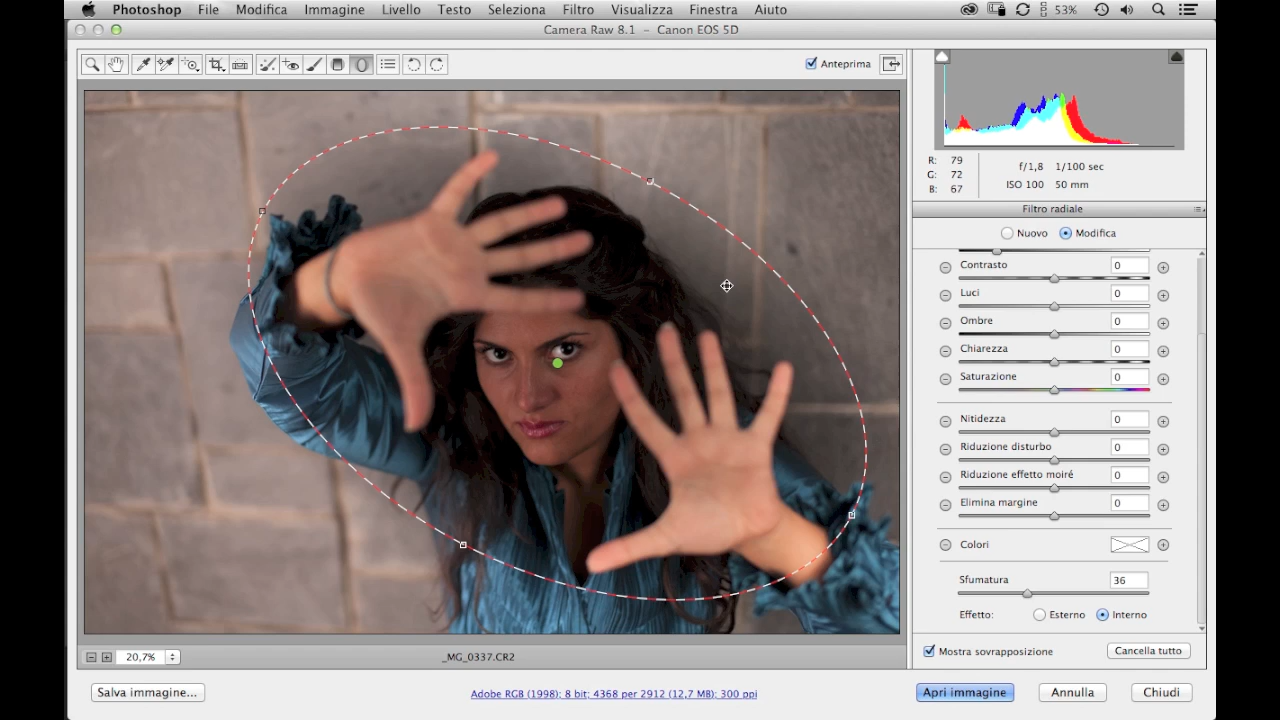 Photoshop File Modifica Immagine Livello Testo Seleziona Filtro Visualizza Finestra Aiuto 53%
Camera Raw 8.1 - Canon EOS 5D
Anteprima
R: 79
G: 72
B: 67
f/1,8 1/100 sec
ISO 100 50 mm
Filtro radiale
Nuovo Modifica
Contrasto 0
Luci 0
Ombre 0
Chiarezza 0
Saturazione 0
Nitidezza 0
Riduzione disturbo 0
Riduzione effetto moiré 0
Elimina margine 0
Colori
Sfumatura 36
Effetto: Esterno Interno
Mostra sovrapposizione Cancella tutto
20,7% _MG_0337.CR2
Salva immagine... Adobe RGB (1998); 8 bit; 4368 per 2912 (12,7 MB); 300 ppi Apri immagine Annulla Chiudi